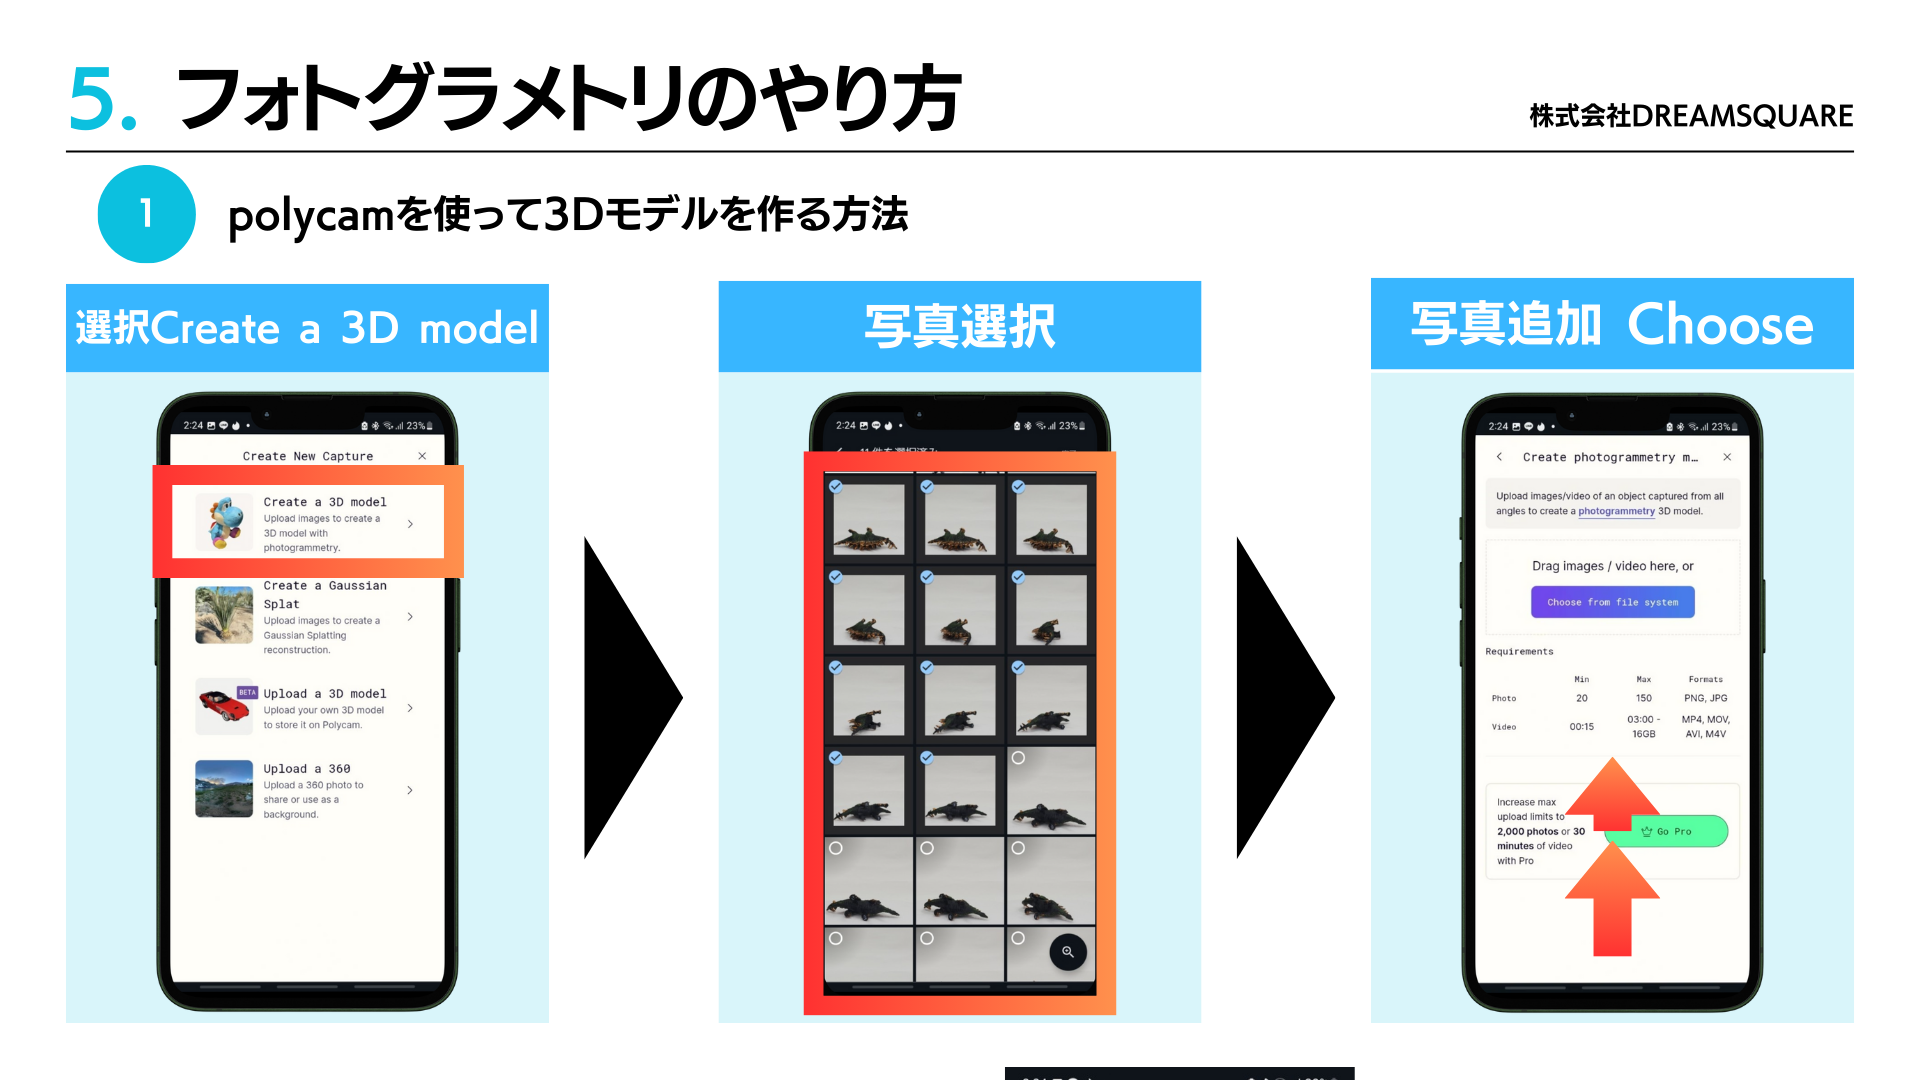 5. フォトグラメトリのやり方
株式会社DREAMSQUARE
1
polycamを使って3Dモデルを作る方法
選択Create a 3D model
2:24
23%
Create New Capture
Create a 3D model
Upload images to create a
3D model with
photogrammetry.
Create a Gaussian
Splat
Upload images to create a
Gaussian Splatting
reconstruction.
BETA
Upload a 3D model
Upload your own 3D model
to store it on Polycam.
Upload a 360
Upload a 360 photo to
share or use as a
background.
写真選択
2:24
23%
写真追加 Choose
2:24
23%
Create photogrammetry m…
Upload images/video of an object captured from all
angles to create a photogrammetry 3D model.
Drag images / video here, or
Choose from file system
Requirements
Min Max Formats
Photo 20 150 PNG, JPG
Video 00:15 03:00 - 16GB MP4, MOV, AVI, M4V
Increase max
upload limits to
2,000 photos or 30
minutes of video
with Pro
Go Pro